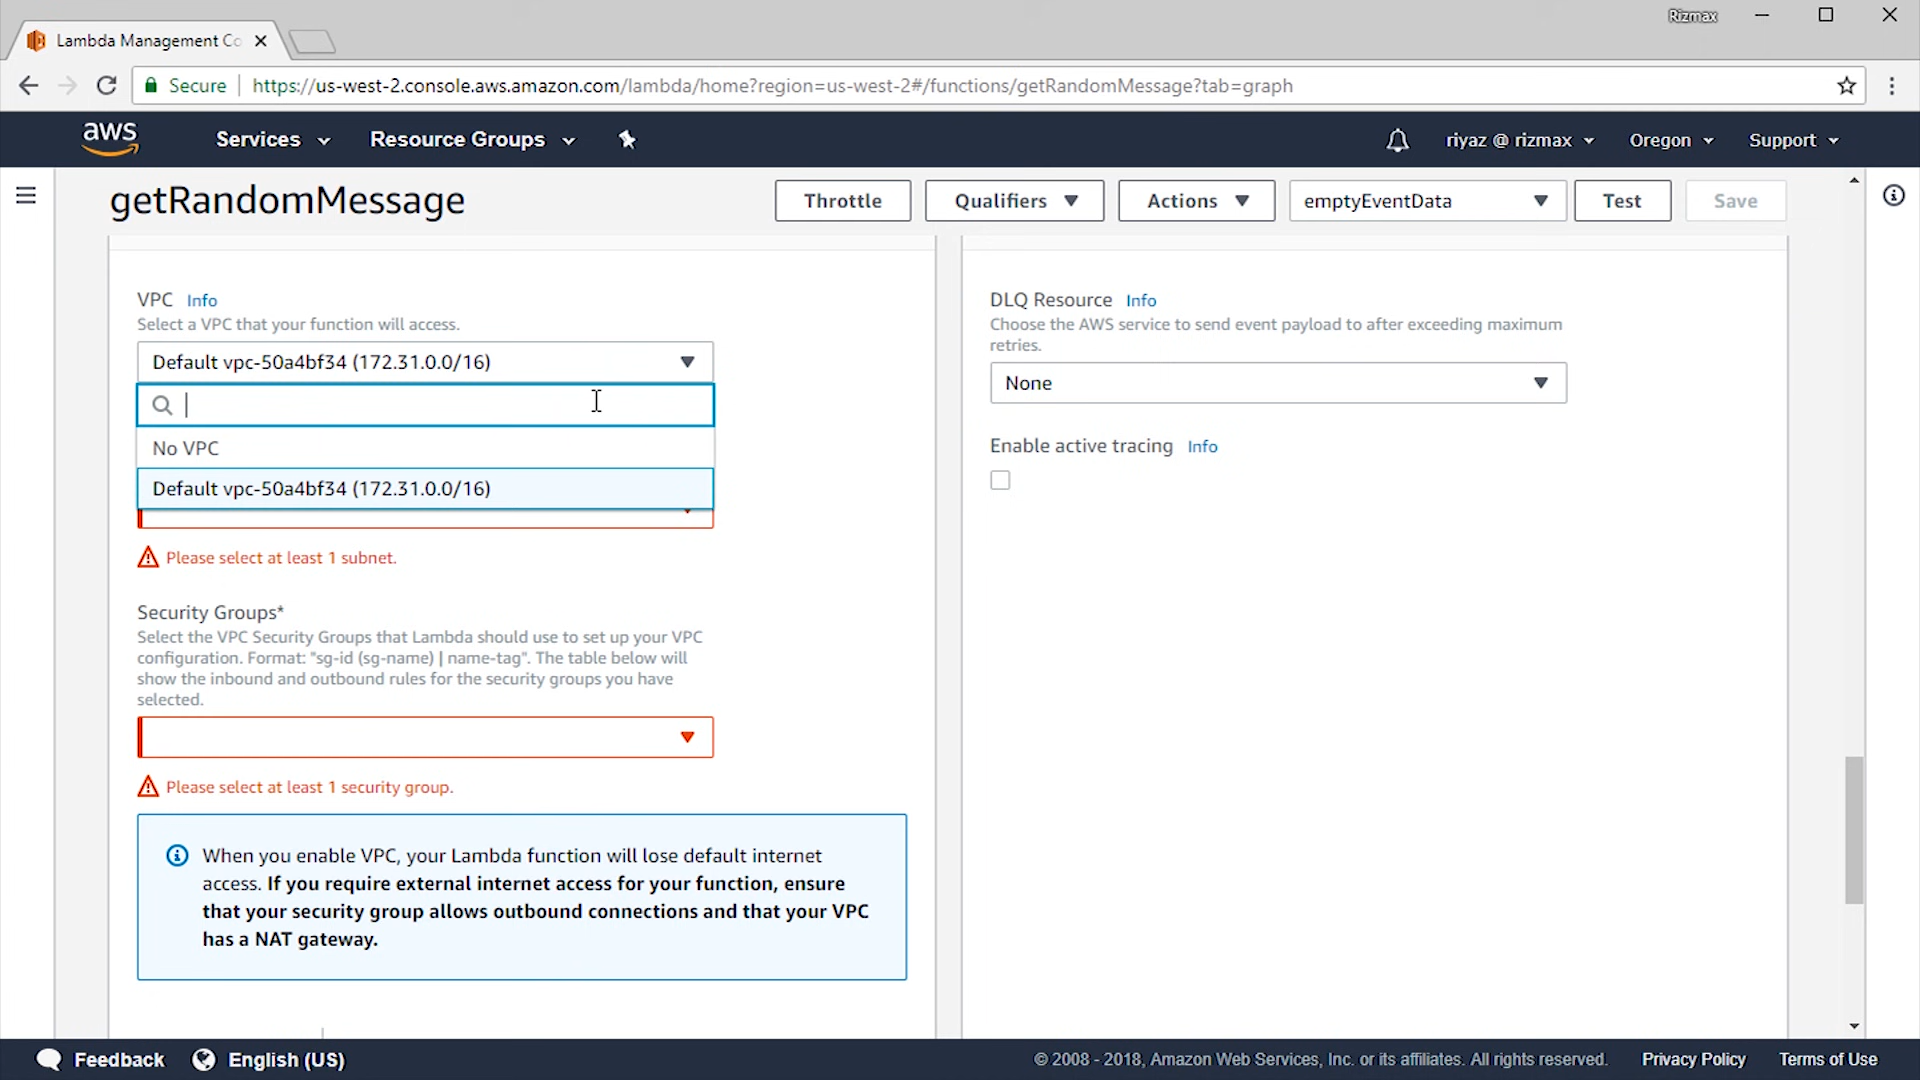 Rizmax
Lambda Management Co
Secure
https://us-west-2.console.aws.amazon.com/lambda/home?region=us-west-2#/functions/getRandomMessage?tab=graph
aws
Services
Resource Groups
riyaz @ rizmax
Oregon
Support
getRandomMessage
Throttle
Qualifiers
Actions
emptyEventData
Test
Save
VPC Info
Select a VPC that your function will access.
Default vpc-50a4bf34 (172.31.0.0/16)
No VPC
Default vpc-50a4bf34 (172.31.0.0/16)
Please select at least 1 subnet.
Security Groups*
Select the VPC Security Groups that Lambda should use to set up your VPC
configuration. Format: "sg-id (sg-name) | name-tag". The table below will
show the inbound and outbound rules for the security groups you have
selected.
Please select at least 1 security group.
When you enable VPC, your Lambda function will lose default internet
access. If you require external internet access for your function, ensure
that your security group allows outbound connections and that your VPC
has a NAT gateway.
DLQ Resource Info
Choose the AWS service to send event payload to after exceeding maximum
retries.
None
Enable active tracing Info
Feedback
English (US)
© 2008 - 2018, Amazon Web Services, Inc. or its affiliates. All rights reserved.
Privacy Policy
Terms of Use